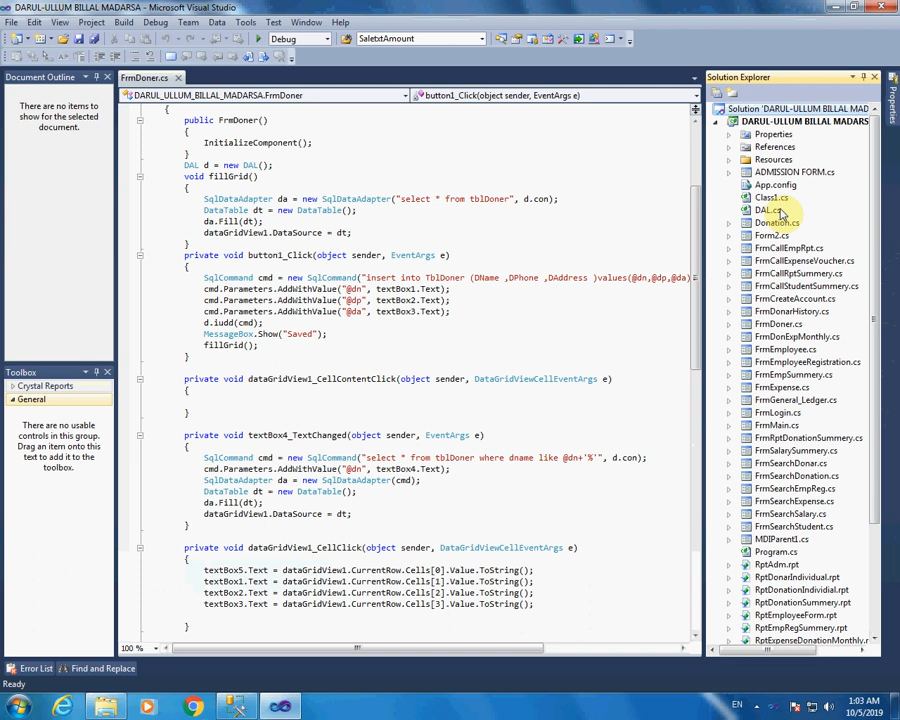 DARUL-ULLUM BILLAL MADARSA - Microsoft Visual Studio
File Edit View Project Build Debug Team Data Tools Test Window Help
Debug SaletxtAmount
Document Outline
There are no items to
show for the selected
document.
Toolbox
Crystal Reports
General
There are no usable
controls in this group.
Drag an item onto this
text to add it to the
toolbox.
FrmDoner.cs
DARUL_ULLUM_BILLAL_MADARSA.FrmDoner button1_Click(object sender, EventArgs e)
{
public FrmDoner()
{
InitializeComponent();
}
DAL d = new DAL();
void fillGrid()
{
SqlDataAdapter da = new SqlDataAdapter("select * from tblDoner", d.con);
DataTable dt = new DataTable();
da.Fill(dt);
dataGridView1.DataSource = dt;
}
private void button1_Click(object sender, EventArgs e)
{
SqlCommand cmd = new SqlCommand("insert into TblDoner (DName ,DPhone ,DAddress )values(@dn,@dp,@da)
cmd.Parameters.AddWithValue("@dn", textBox1.Text);
cmd.Parameters.AddWithValue("@dp", textBox2.Text);
cmd.Parameters.AddWithValue("@da", textBox3.Text);
d.iudd(cmd);
MessageBox.Show("Saved");
fillGrid();
}
private void dataGridView1_CellContentClick(object sender, DataGridViewCellEventArgs e)
{
}
private void textBox4_TextChanged(object sender, EventArgs e)
{
SqlCommand cmd = new SqlCommand("select * from tblDoner where dname like @dn+'%'", d.con);
cmd.Parameters.AddWithValue("@dn", textBox4.Text);
SqlDataAdapter da = new SqlDataAdapter(cmd);
DataTable dt = new DataTable();
da.Fill(dt);
dataGridView1.DataSource = dt;
}
private void dataGridView1_CellClick(object sender, DataGridViewCellEventArgs e)
{
textBox5.Text = dataGridView1.CurrentRow.Cells[0].Value.ToString();
textBox1.Text = dataGridView1.CurrentRow.Cells[1].Value.ToString();
textBox2.Text = dataGridView1.CurrentRow.Cells[2].Value.ToString();
textBox3.Text = dataGridView1.CurrentRow.Cells[3].Value.ToString();
}
100 %
Solution Explorer
Solution 'DARUL-ULLUM BILLAL MAD
DARUL-ULLUM BILLAL MADARS
Properties
References
Resources
ADMISSION FORM.cs
App.config
Class1.cs
DAL.cs
Donation.cs
Form2.cs
FrmCallEmpRpt.cs
FrmCallExpenseVoucher.cs
FrmCallRptSummery.cs
FrmCallStudentSummery.cs
FrmCreateAccount.cs
FrmDonarHistory.cs
FrmDoner.cs
FrmDonExpMonthly.cs
FrmEmployee.cs
FrmEmployeeRegistration.cs
FrmEmpSummery.cs
FrmExpense.cs
FrmGeneral_Ledger.cs
FrmLogin.cs
FrmMain.cs
FrmRptDonationSummery.cs
FrmSalarySummery.cs
FrmSearchDonar.cs
FrmSearchDonation.cs
FrmSearchEmpReg.cs
FrmSearchExpense.cs
FrmSearchSalary.cs
FrmSearchStudent.cs
MDIParent1.cs
Program.cs
RptAdm.rpt
RptDonarIndividual.rpt
RptDonationIndividial.rpt
RptDonationSummary.rpt
RptEmployeeForm.rpt
RptEmpRegSummery.rpt
RptExpenseDonationMonthly.r
Properties
Error List Find and Replace
Ready
EN
1:03 AM
10/5/2019